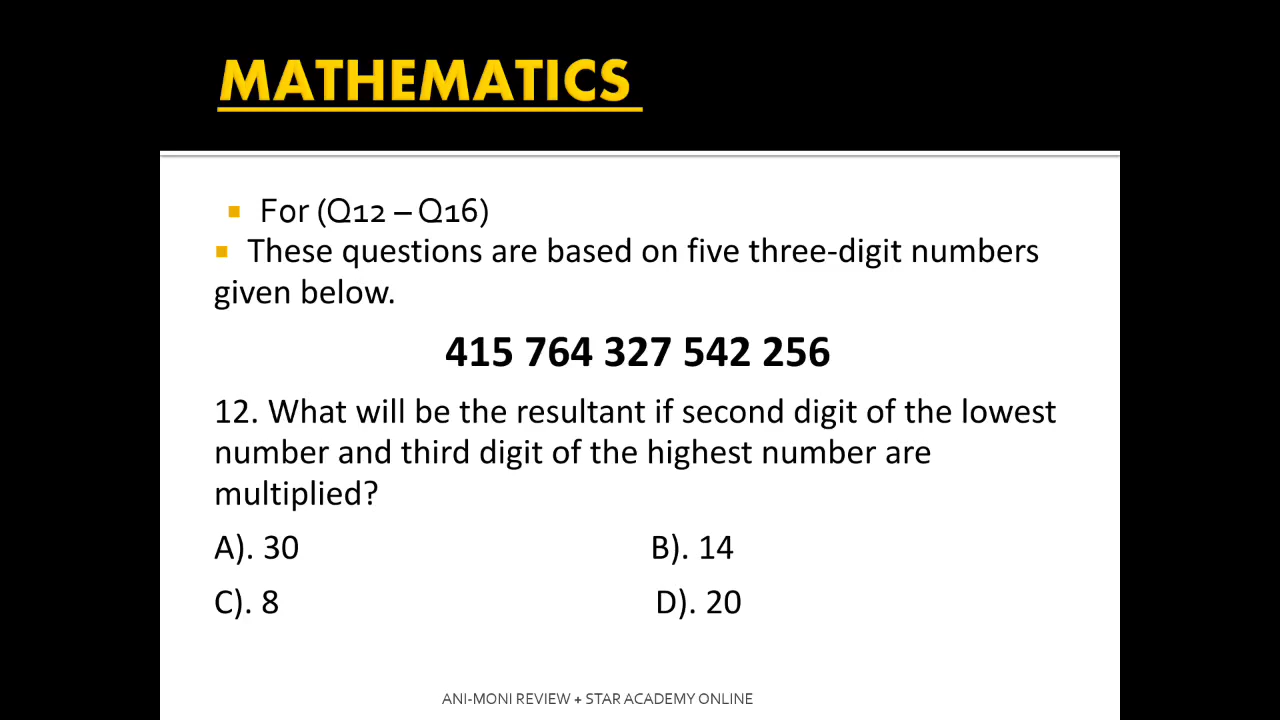 MATHEMATICS
For (Q12 – Q16)
These questions are based on five three-digit numbers
given below.
415 764 327 542 256
12. What will be the resultant if second digit of the lowest
number and third digit of the highest number are
multiplied?
A). 30 B). 14
C). 8 D). 20
ANI-MONI REVIEW + STAR ACADEMY ONLINE